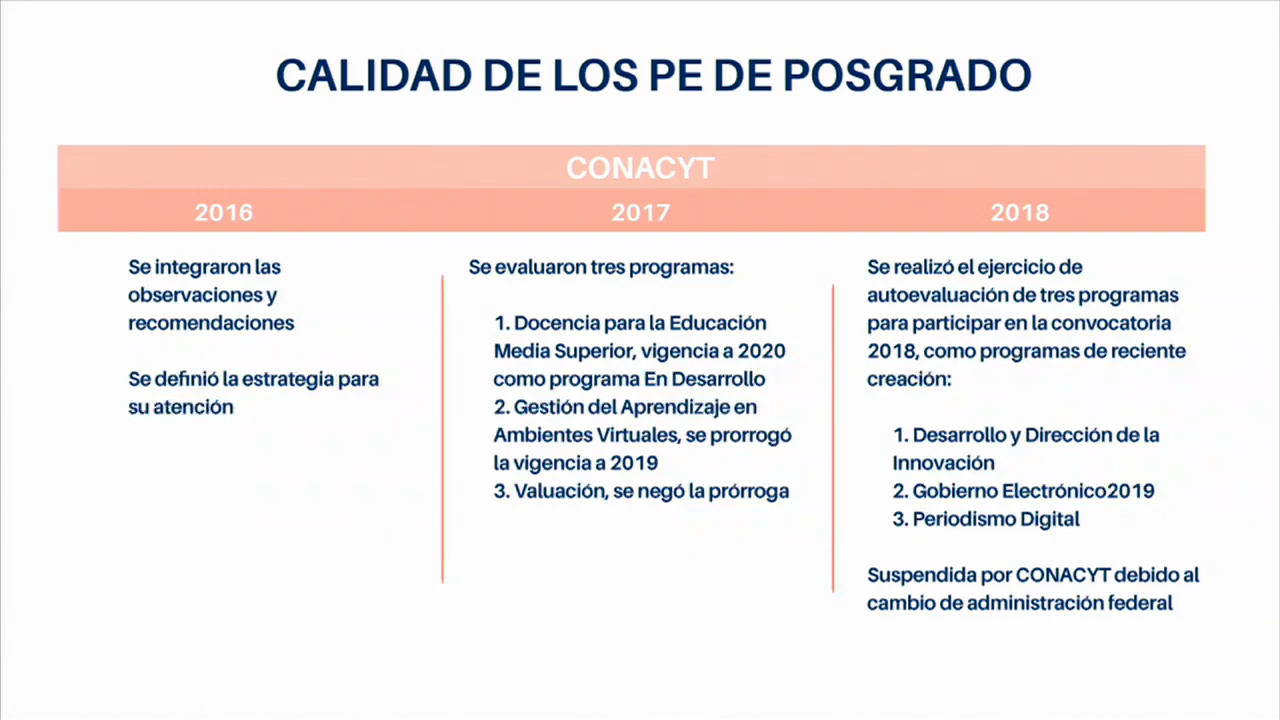 CALIDAD DE LOS PE DE POSGRADO
CONACYT
2016
2017
2018
Se integraron las
observaciones y
recomendaciones
Se definió la estrategia para
su atención
Se evaluaron tres programas:
1. Docencia para la Educación
Media Superior, vigencia a 2020
como programa En Desarrollo
2. Gestión del Aprendizaje en
Ambientes Virtuales, se prorrogó
la vigencia a 2019
3. Valuación, se negó la prórroga
Se realizó el ejercicio de
autoevaluación de tres programas
para participar en la convocatoria
2018, como programas de reciente
creación:
1. Desarrollo y Dirección de la
Innovación
2. Gobierno Electrónico2019
3. Periodismo Digital
Suspendida por CONACYT debido al
cambio de administración federal